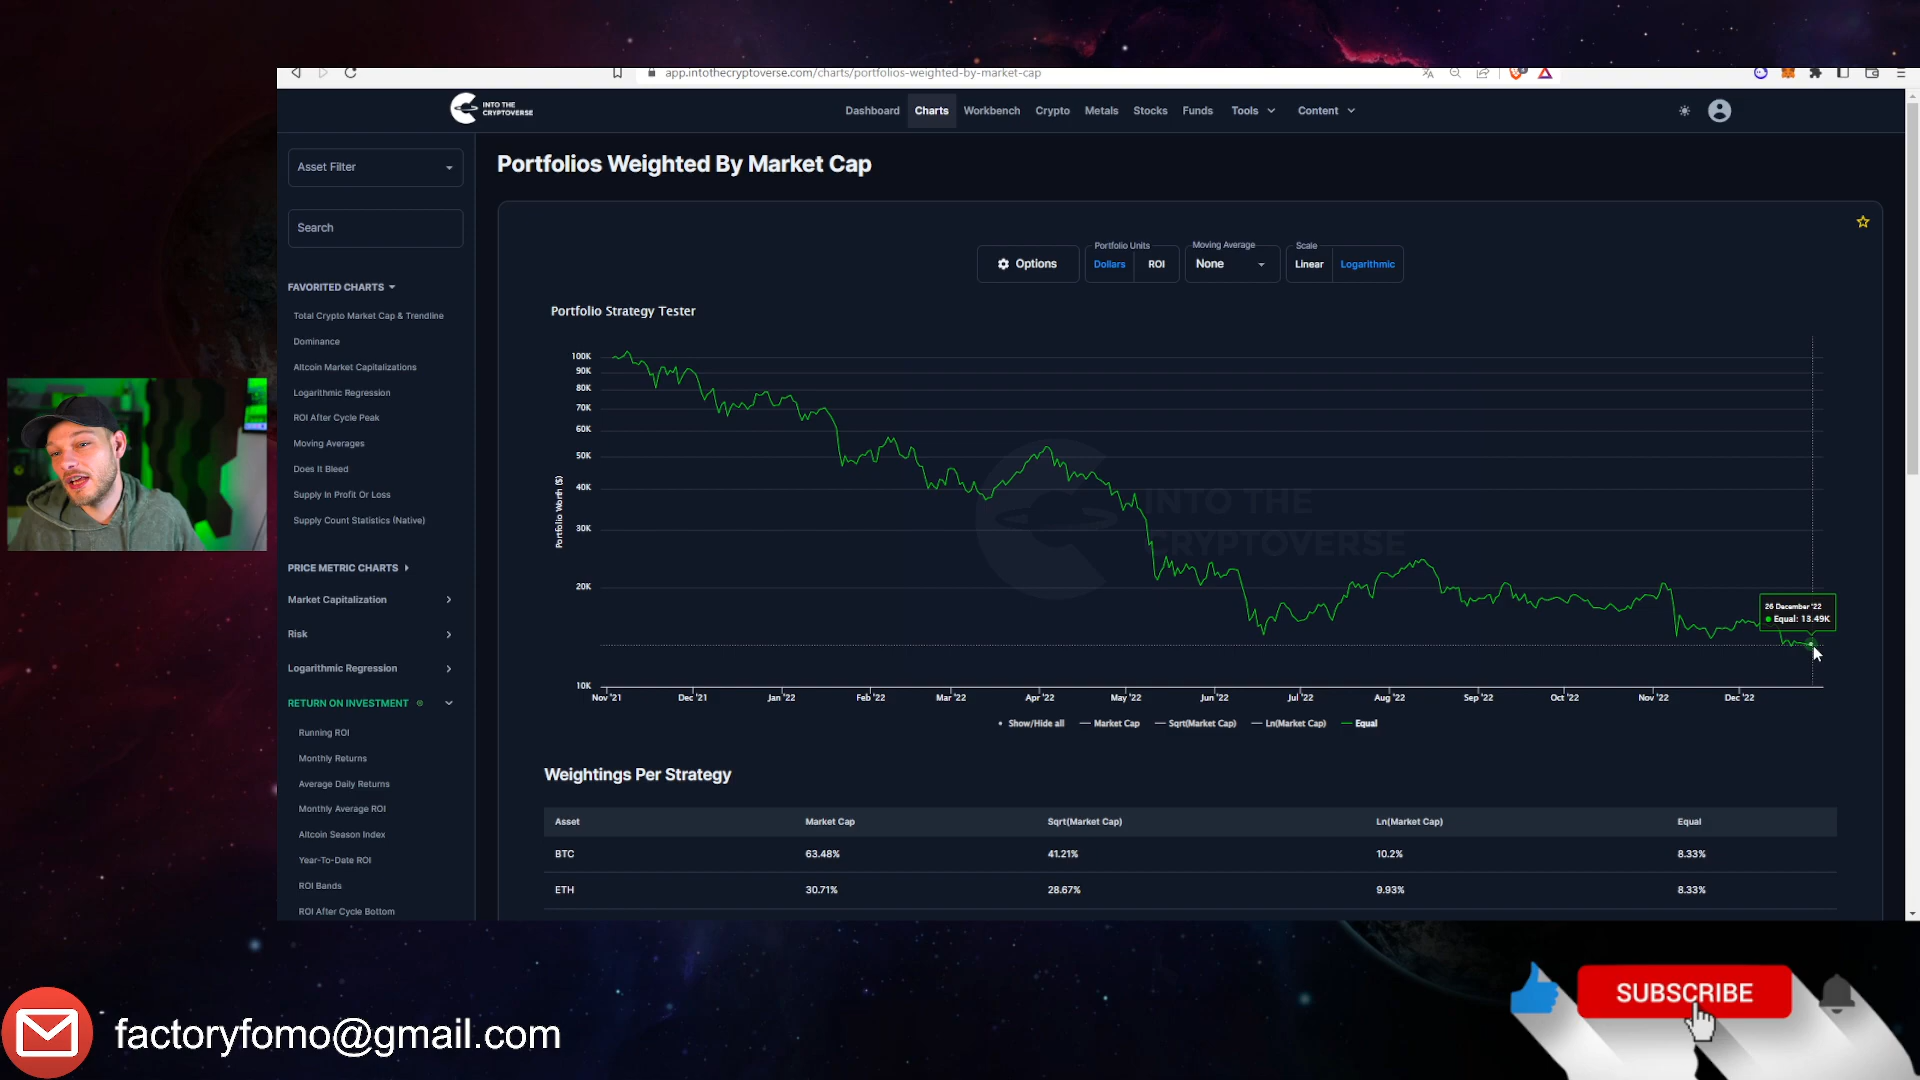 app.intothecryptoverse.com/charts/portfolios-weighted-by-market-cap
INTO THE
CRYPTOVERSE
Dashboard Charts Workbench Crypto Metals Stocks Funds Tools Content
Asset Filter
Search
FAVORITED CHARTS
Total Crypto Market Cap & Trendline
Dominance
Altcoin Market Capitalizations
Logarithmic Regression
ROI After Cycle Peak
Moving Averages
Does It Bleed
Supply In Profit Or Loss
Supply Count Statistics (Native)
PRICE METRIC CHARTS
Market Capitalization
Risk
Logarithmic Regression
RETURN ON INVESTMENT
Running ROI
Monthly Returns
Average Daily Returns
Monthly Average ROI
Altcoin Season Index
Year-To-Date ROI
ROI Bands
ROI After Cycle Bottom
Portfolios Weighted By Market Cap
Options
Portfolio Units
Dollars ROI
Moving Average
None
Scale
Linear Logarithmic
Portfolio Strategy Tester
Portfolio Worth ($)
100K
90K
80K
70K
60K
50K
40K
30K
20K
10K
INTO THE
CRYPTOVERSE
26 December '22
Equal: 13.49K
Nov '21 Dec '21 Jan '22 Feb '22 Mar '22 Apr '22 May '22 Jun '22 Jul '22 Aug '22 Sep '22 Oct '22 Nov '22 Dec '22
Show/Hide all Market Cap Sqrt(Market Cap) Ln(Market Cap) Equal
Weightings Per Strategy
Asset Market Cap Sqrt(Market Cap) Ln(Market Cap) Equal
BTC 63.48% 41.21% 10.2% 8.33%
ETH 30.71% 28.67% 9.93% 8.33%
factoryfomo@gmail.com
SUBSCRIBE